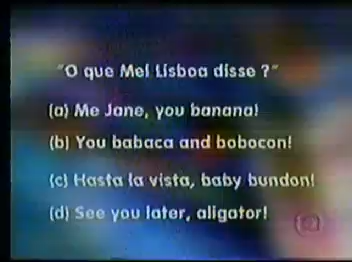 "O que Mel Lisboa disse ?"
(a) Me Jane, you banana!
(b) You babaca and bobocon!
(c) Hasta la vista, baby bundon!
(d) See you later, aligator!